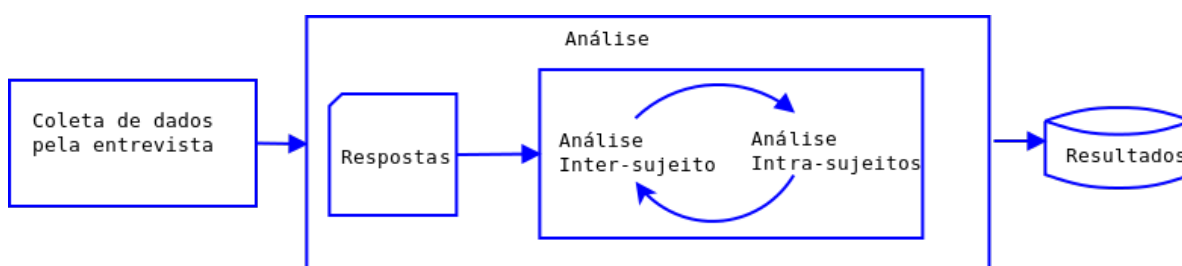 Análise
Coleta de dados
pela entrevista
Respostas
Análise
Inter-sujeito
Análise
Intra-sujeitos
Resultados